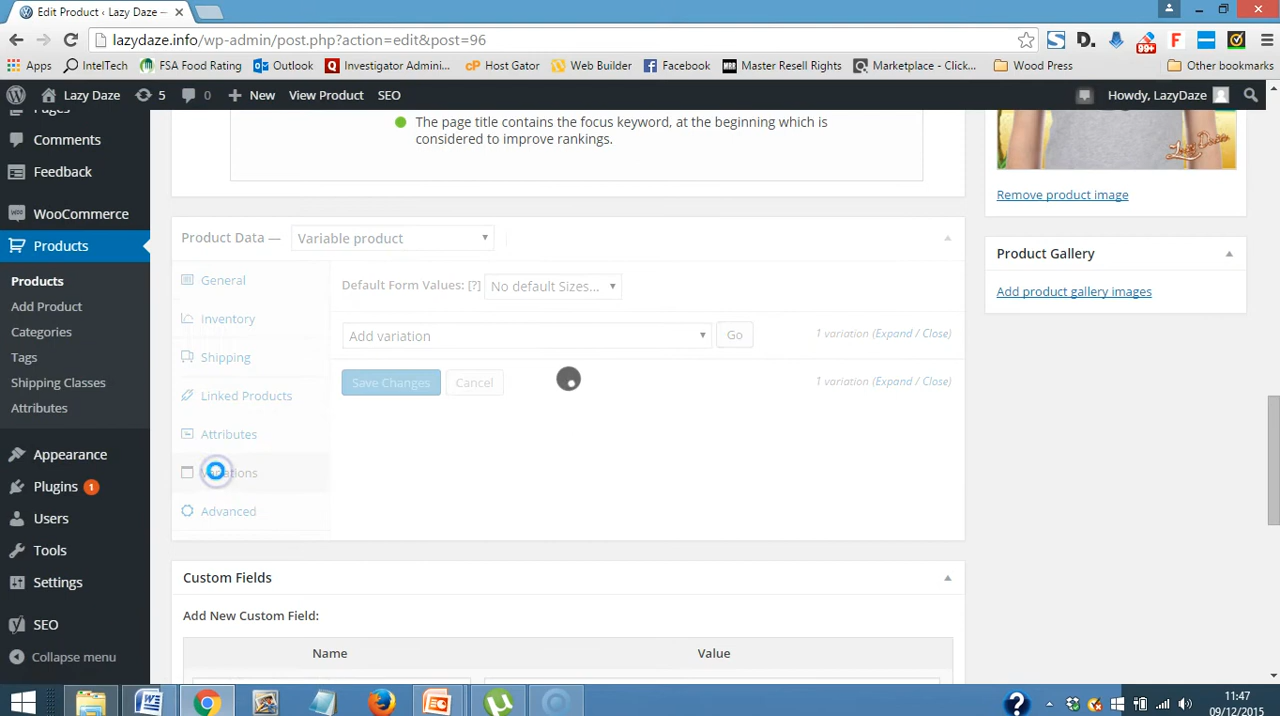 Edit Product ‹ Lazy Daze —
lazydaze.info/wp-admin/post.php?action=edit&post=96
Apps IntelTech FSA Food Rating Outlook Investigator Admini... Host Gator Web Builder Facebook Master Resell Rights Marketplace - Click... Wood Press Other bookmarks
99+
Lazy Daze 5 0 New View Product SEO Howdy, LazyDaze
Comments
Feedback
WooCommerce
Products
Products
Add Product
Categories
Tags
Shipping Classes
Attributes
Appearance
Plugins 1
Users
Tools
Settings
SEO
Collapse menu
The page title contains the focus keyword, at the beginning which is
considered to improve rankings.
Product Data — Variable product
General
Inventory
Shipping
Linked Products
Attributes
Variations
Advanced
Default Form Values: [?] No default Sizes...
Add variation Go 1 variation (Expand / Close)
Save Changes Cancel 1 variation (Expand / Close)
Custom Fields
Add New Custom Field:
Name Value
Lazy Daze
Remove product image
Product Gallery
Add product gallery images
11:47
09/12/2015